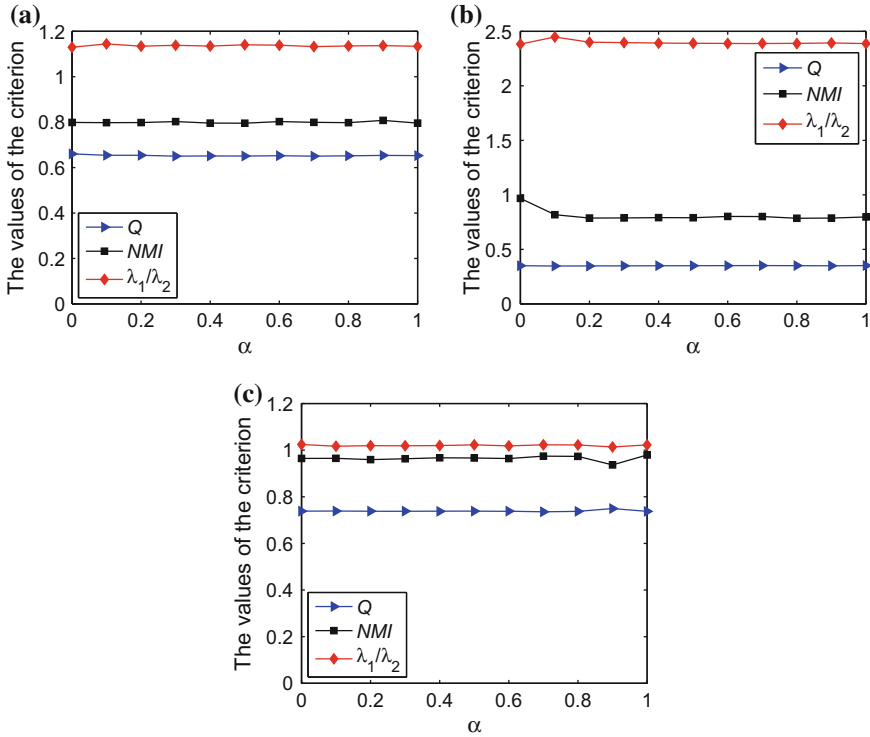 (a)
The values of the criterion
1.2
1
0.8
0.6
0.4
0.2
0
Q
NMI
λ1/λ2
0 0.2 0.4 0.6 0.8 1
α
(b)
The values of the criterion
2.5
2
1.5
1
0.5
0
Q
NMI
λ1/λ2
0 0.2 0.4 0.6 0.8 1
α
(c)
The values of the criterion
1.2
1
0.8
0.6
0.4
0.2
0
Q
NMI
λ1/λ2
0 0.2 0.4 0.6 0.8 1
α